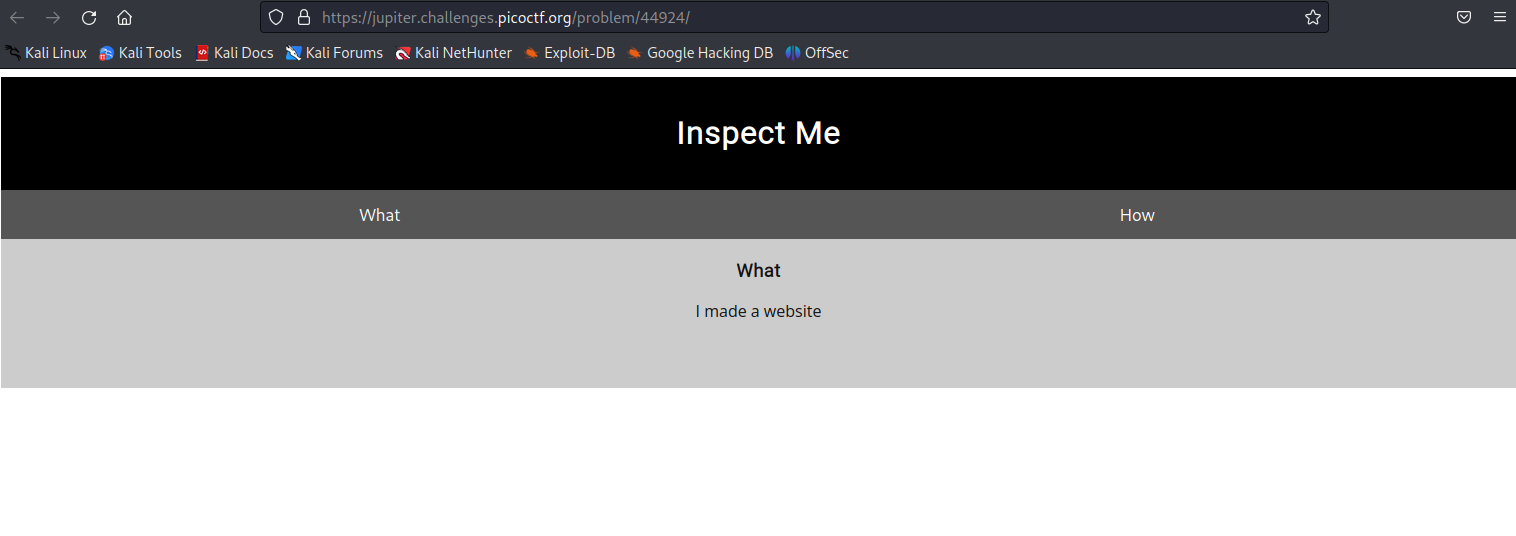 https://jupiter.challenges.picoctf.org/problem/44924/
Kali Linux Kali Tools Kali Docs Kali Forums Kali NetHunter Exploit-DB Google Hacking DB OffSec
Inspect Me
What How
What
I made a website